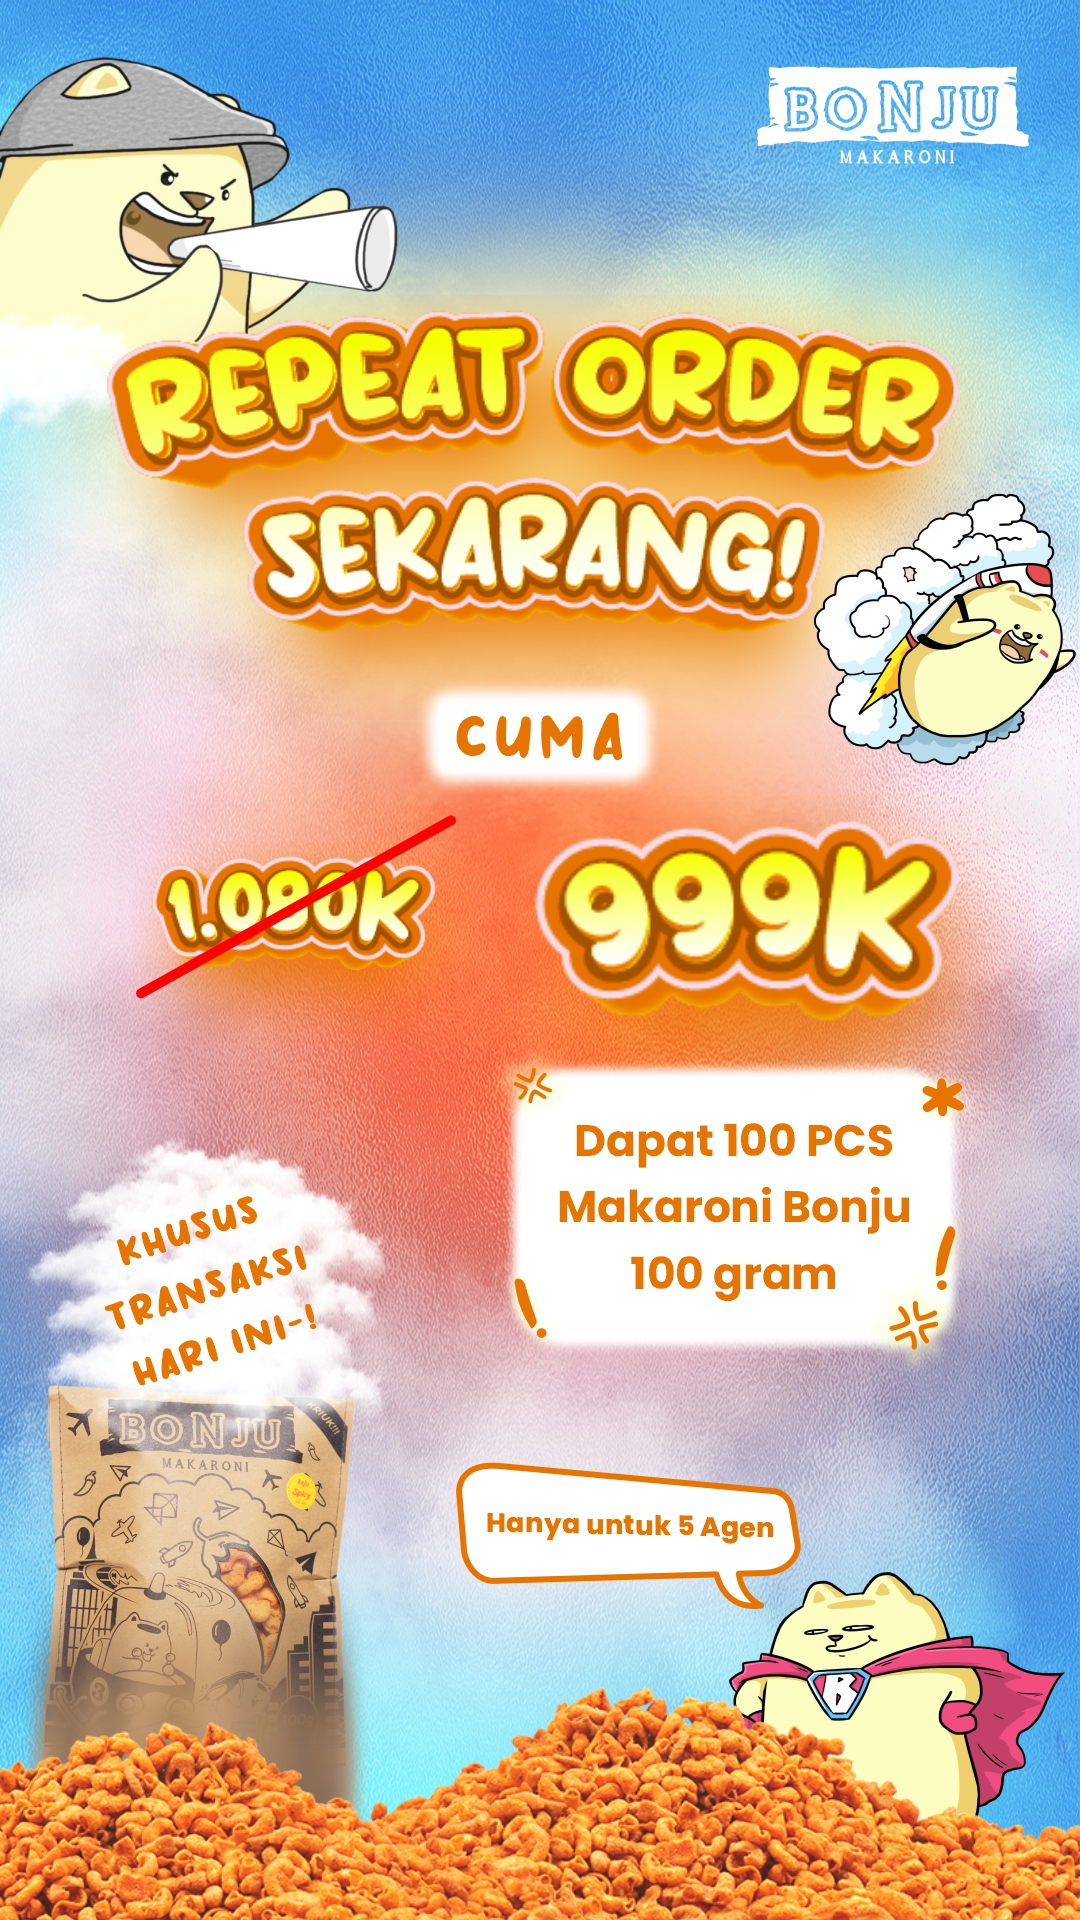 BONJU
MAKARONI
REPEAT ORDER
SEKARANG!
CUMA
1.080K
999K
Dapat 100 PCS
Makaroni Bonju
100 gram
KHUSUS
TRANSAKSI
HARI INI-!
BONJU
MAKARONI
Spicy
Hanya untuk 5 Agen
B